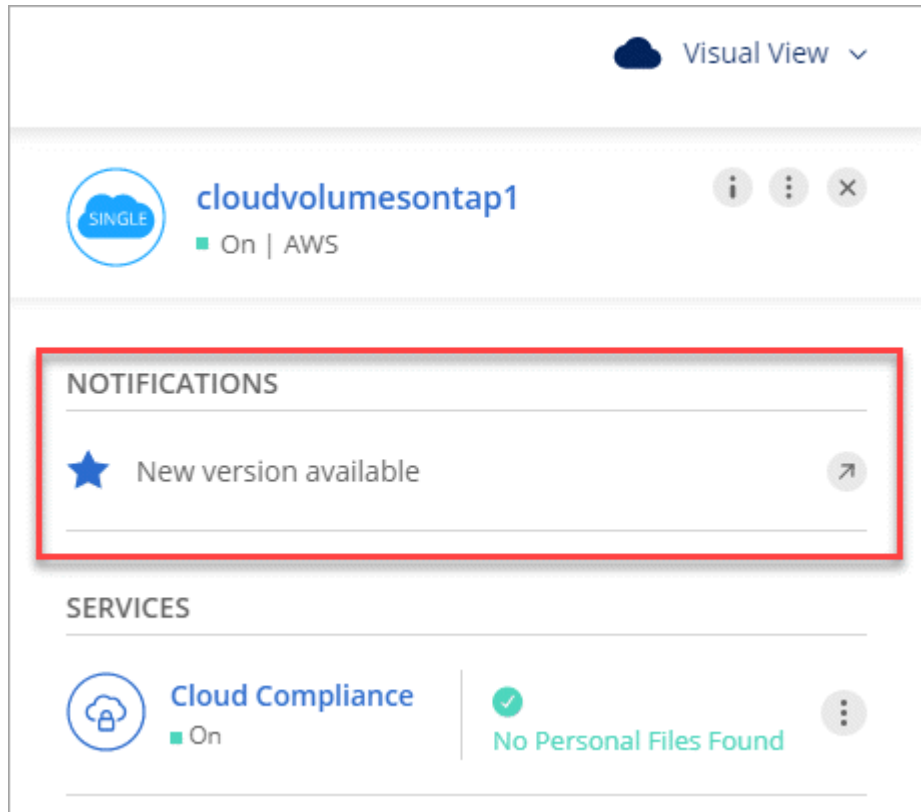 Visual View
SINGLE
cloudvolumesontap1
On | AWS
NOTIFICATIONS
New version available
SERVICES
Cloud Compliance
On
No Personal Files Found